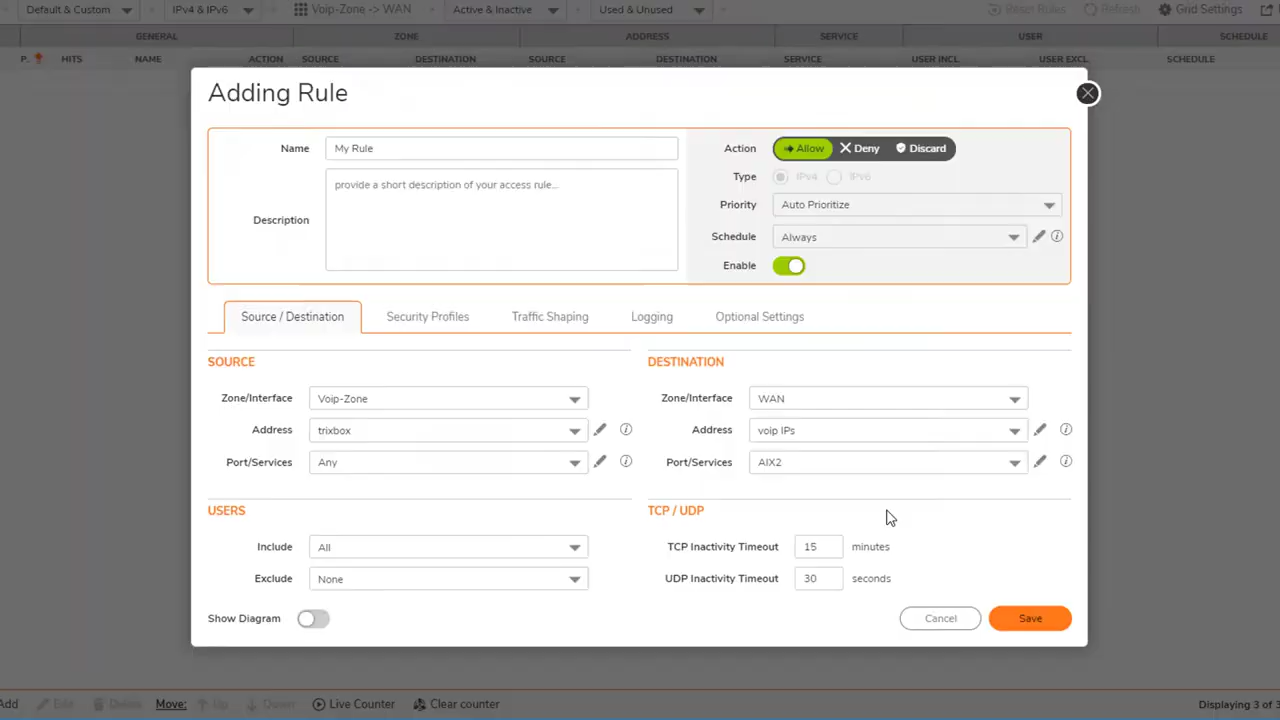 Default & Custom IPv4 & IPv6 Voip-Zone -> WAN Active & Inactive Used & Unused Reset Rules Refresh Grid Settings
GENERAL ZONE ADDRESS SERVICE USER SCHEDULE
P. HITS NAME ACTION SOURCE DESTINATION SOURCE DESTINATION SERVICE USER INCL. USER EXCL. SCHEDULE
Adding Rule
Name My Rule
Action Allow Deny Discard
provide a short description of your access rule...
Type IPv4 IPv6
Description
Priority Auto Prioritize
Schedule Always
Enable
Source / Destination Security Profiles Traffic Shaping Logging Optional Settings
SOURCE DESTINATION
Zone/Interface Voip-Zone Zone/Interface WAN
Address trixbox Address voip IPs
Port/Services Any Port/Services AIX2
USERS TCP / UDP
Include All TCP Inactivity Timeout 15 minutes
Exclude None UDP Inactivity Timeout 30 seconds
Show Diagram Cancel Save
Add Edit Delete Move: Up Down Live Counter Clear counter Displaying 3 of 3